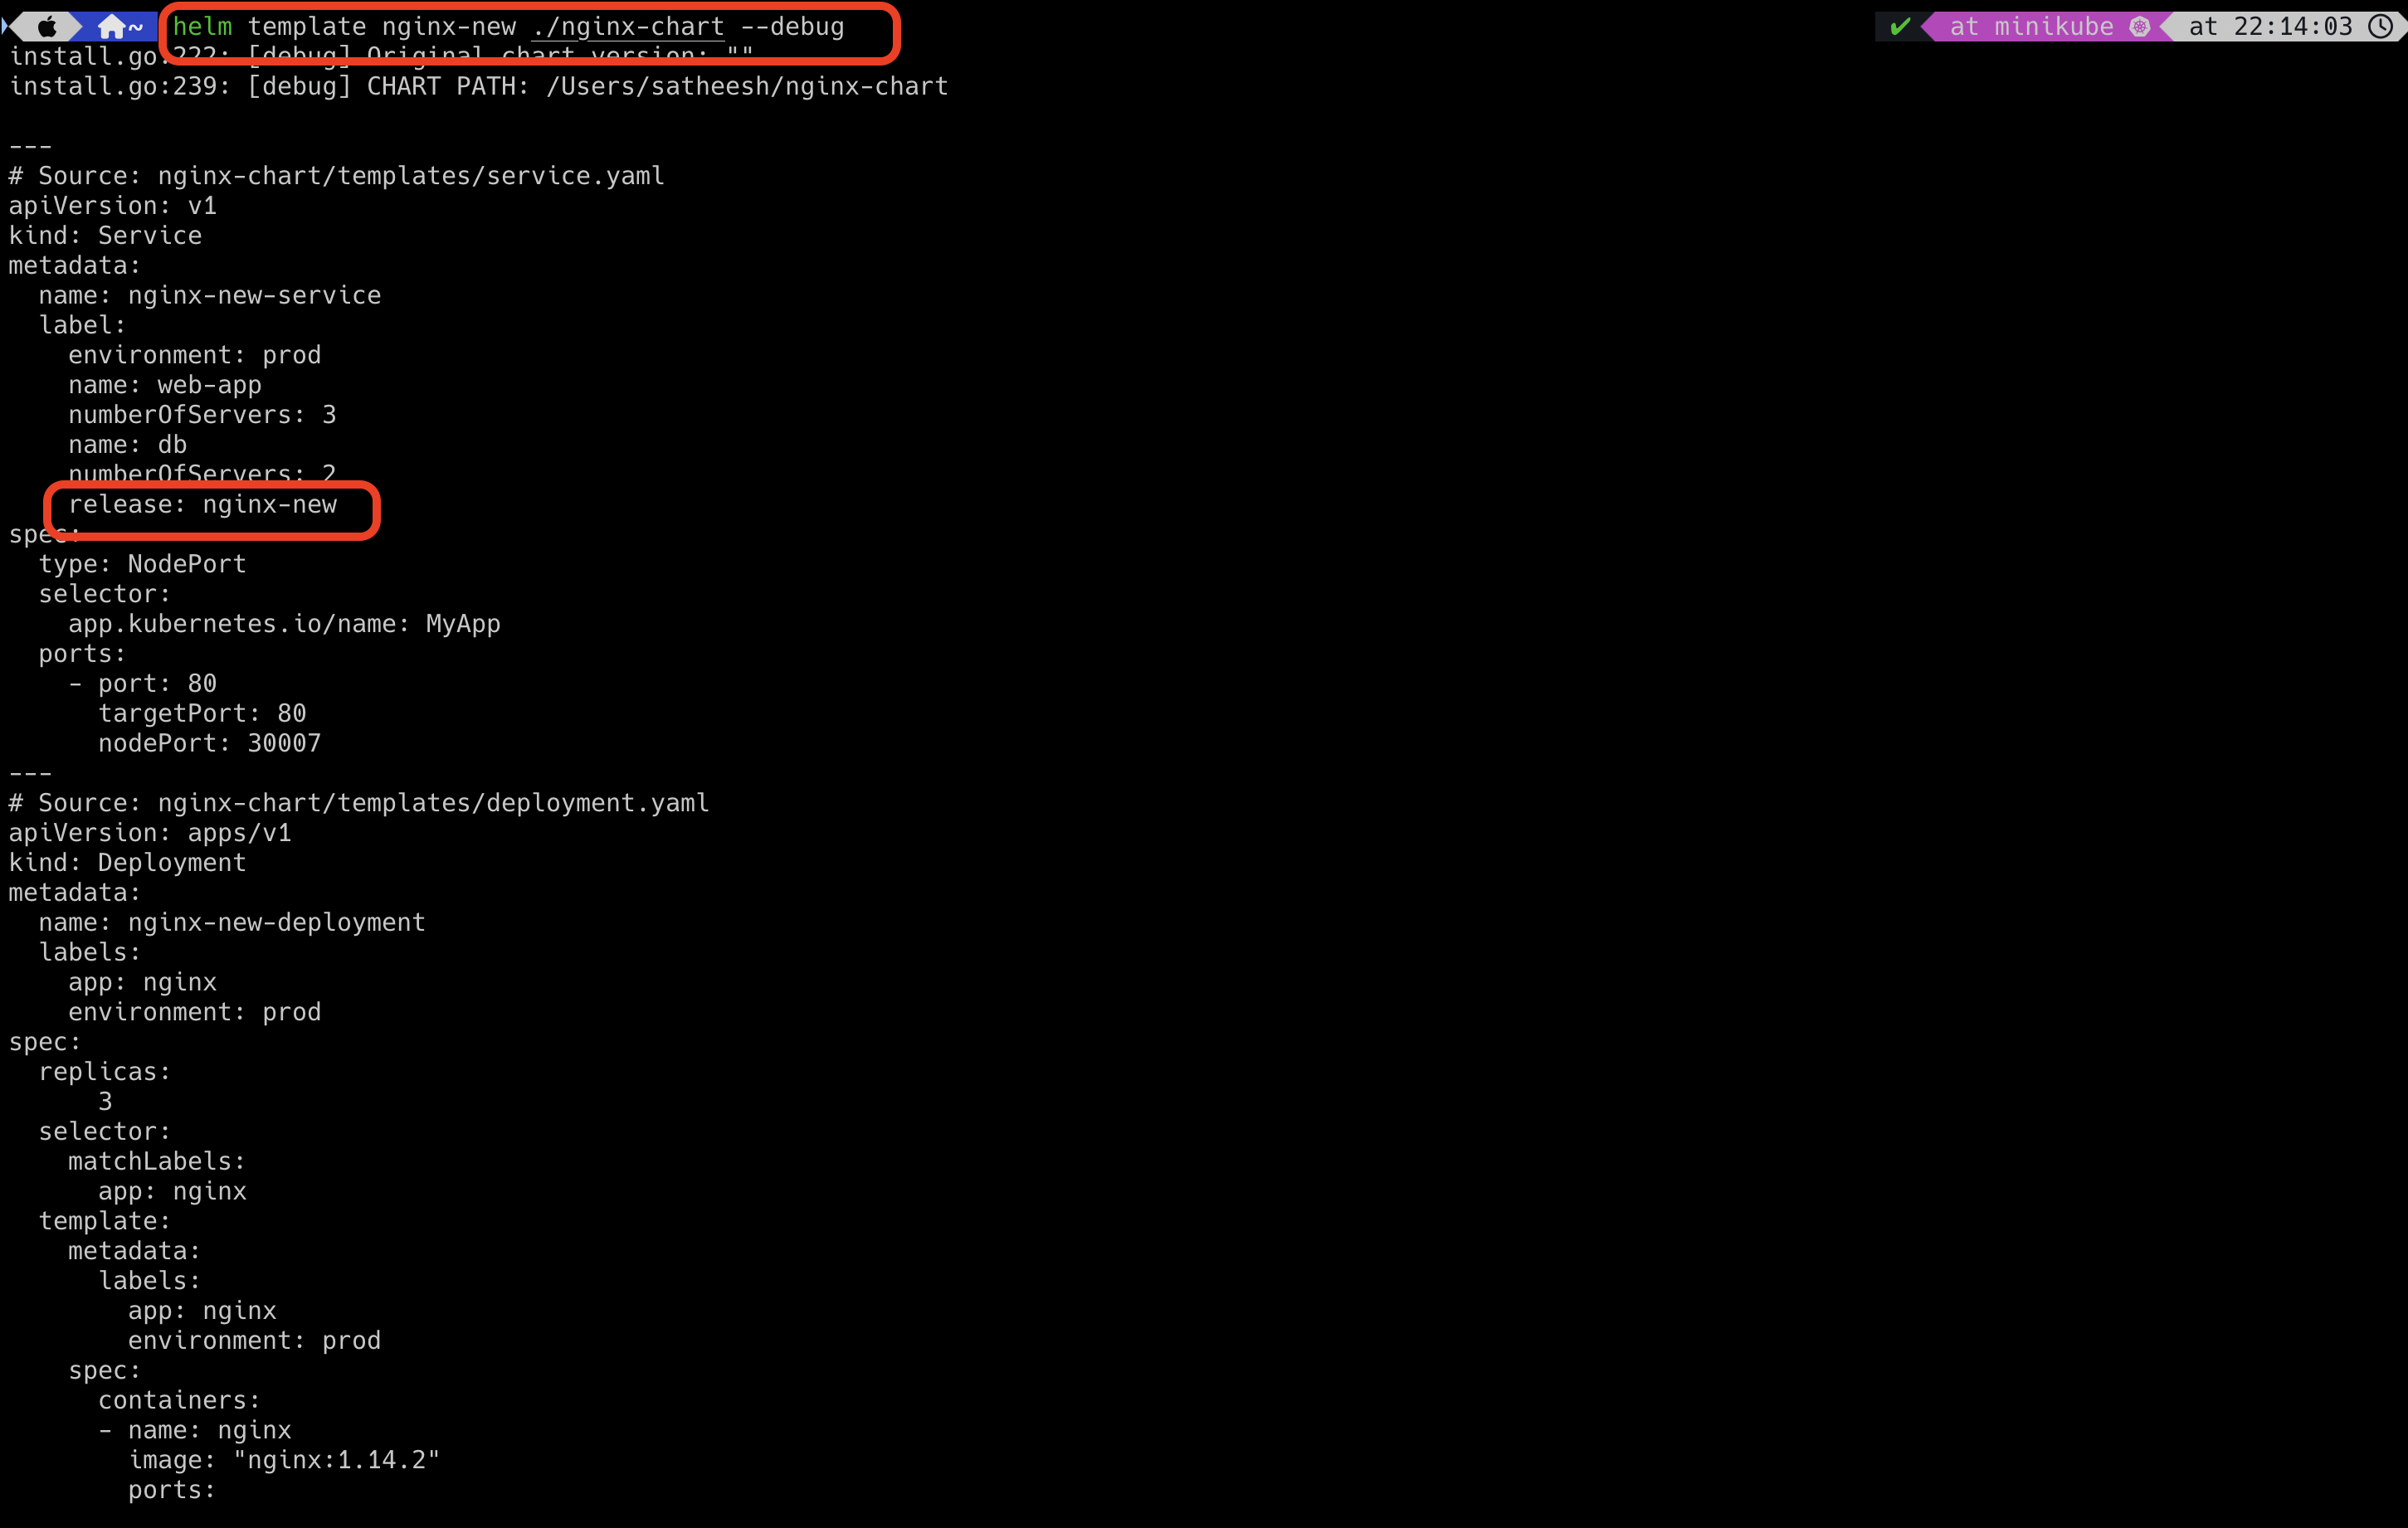 ~ helm template nginx-new ./nginx-chart --debug ✔ at minikube at 22:14:03
install.go:222: [debug] Original chart version: ""
install.go:239: [debug] CHART PATH: /Users/satheesh/nginx-chart
---
# Source: nginx-chart/templates/service.yaml
apiVersion: v1
kind: Service
metadata:
  name: nginx-new-service
  label:
    environment: prod
    name: web-app
    numberOfServers: 3
    name: db
    numberOfServers: 2
    release: nginx-new
spec:
  type: NodePort
  selector:
    app.kubernetes.io/name: MyApp
  ports:
    - port: 80
      targetPort: 80
      nodePort: 30007
---
# Source: nginx-chart/templates/deployment.yaml
apiVersion: apps/v1
kind: Deployment
metadata:
  name: nginx-new-deployment
  labels:
    app: nginx
    environment: prod
spec:
  replicas:
      3
  selector:
    matchLabels:
      app: nginx
  template:
    metadata:
      labels:
        app: nginx
        environment: prod
    spec:
      containers:
      - name: nginx
        image: "nginx:1.14.2"
        ports: